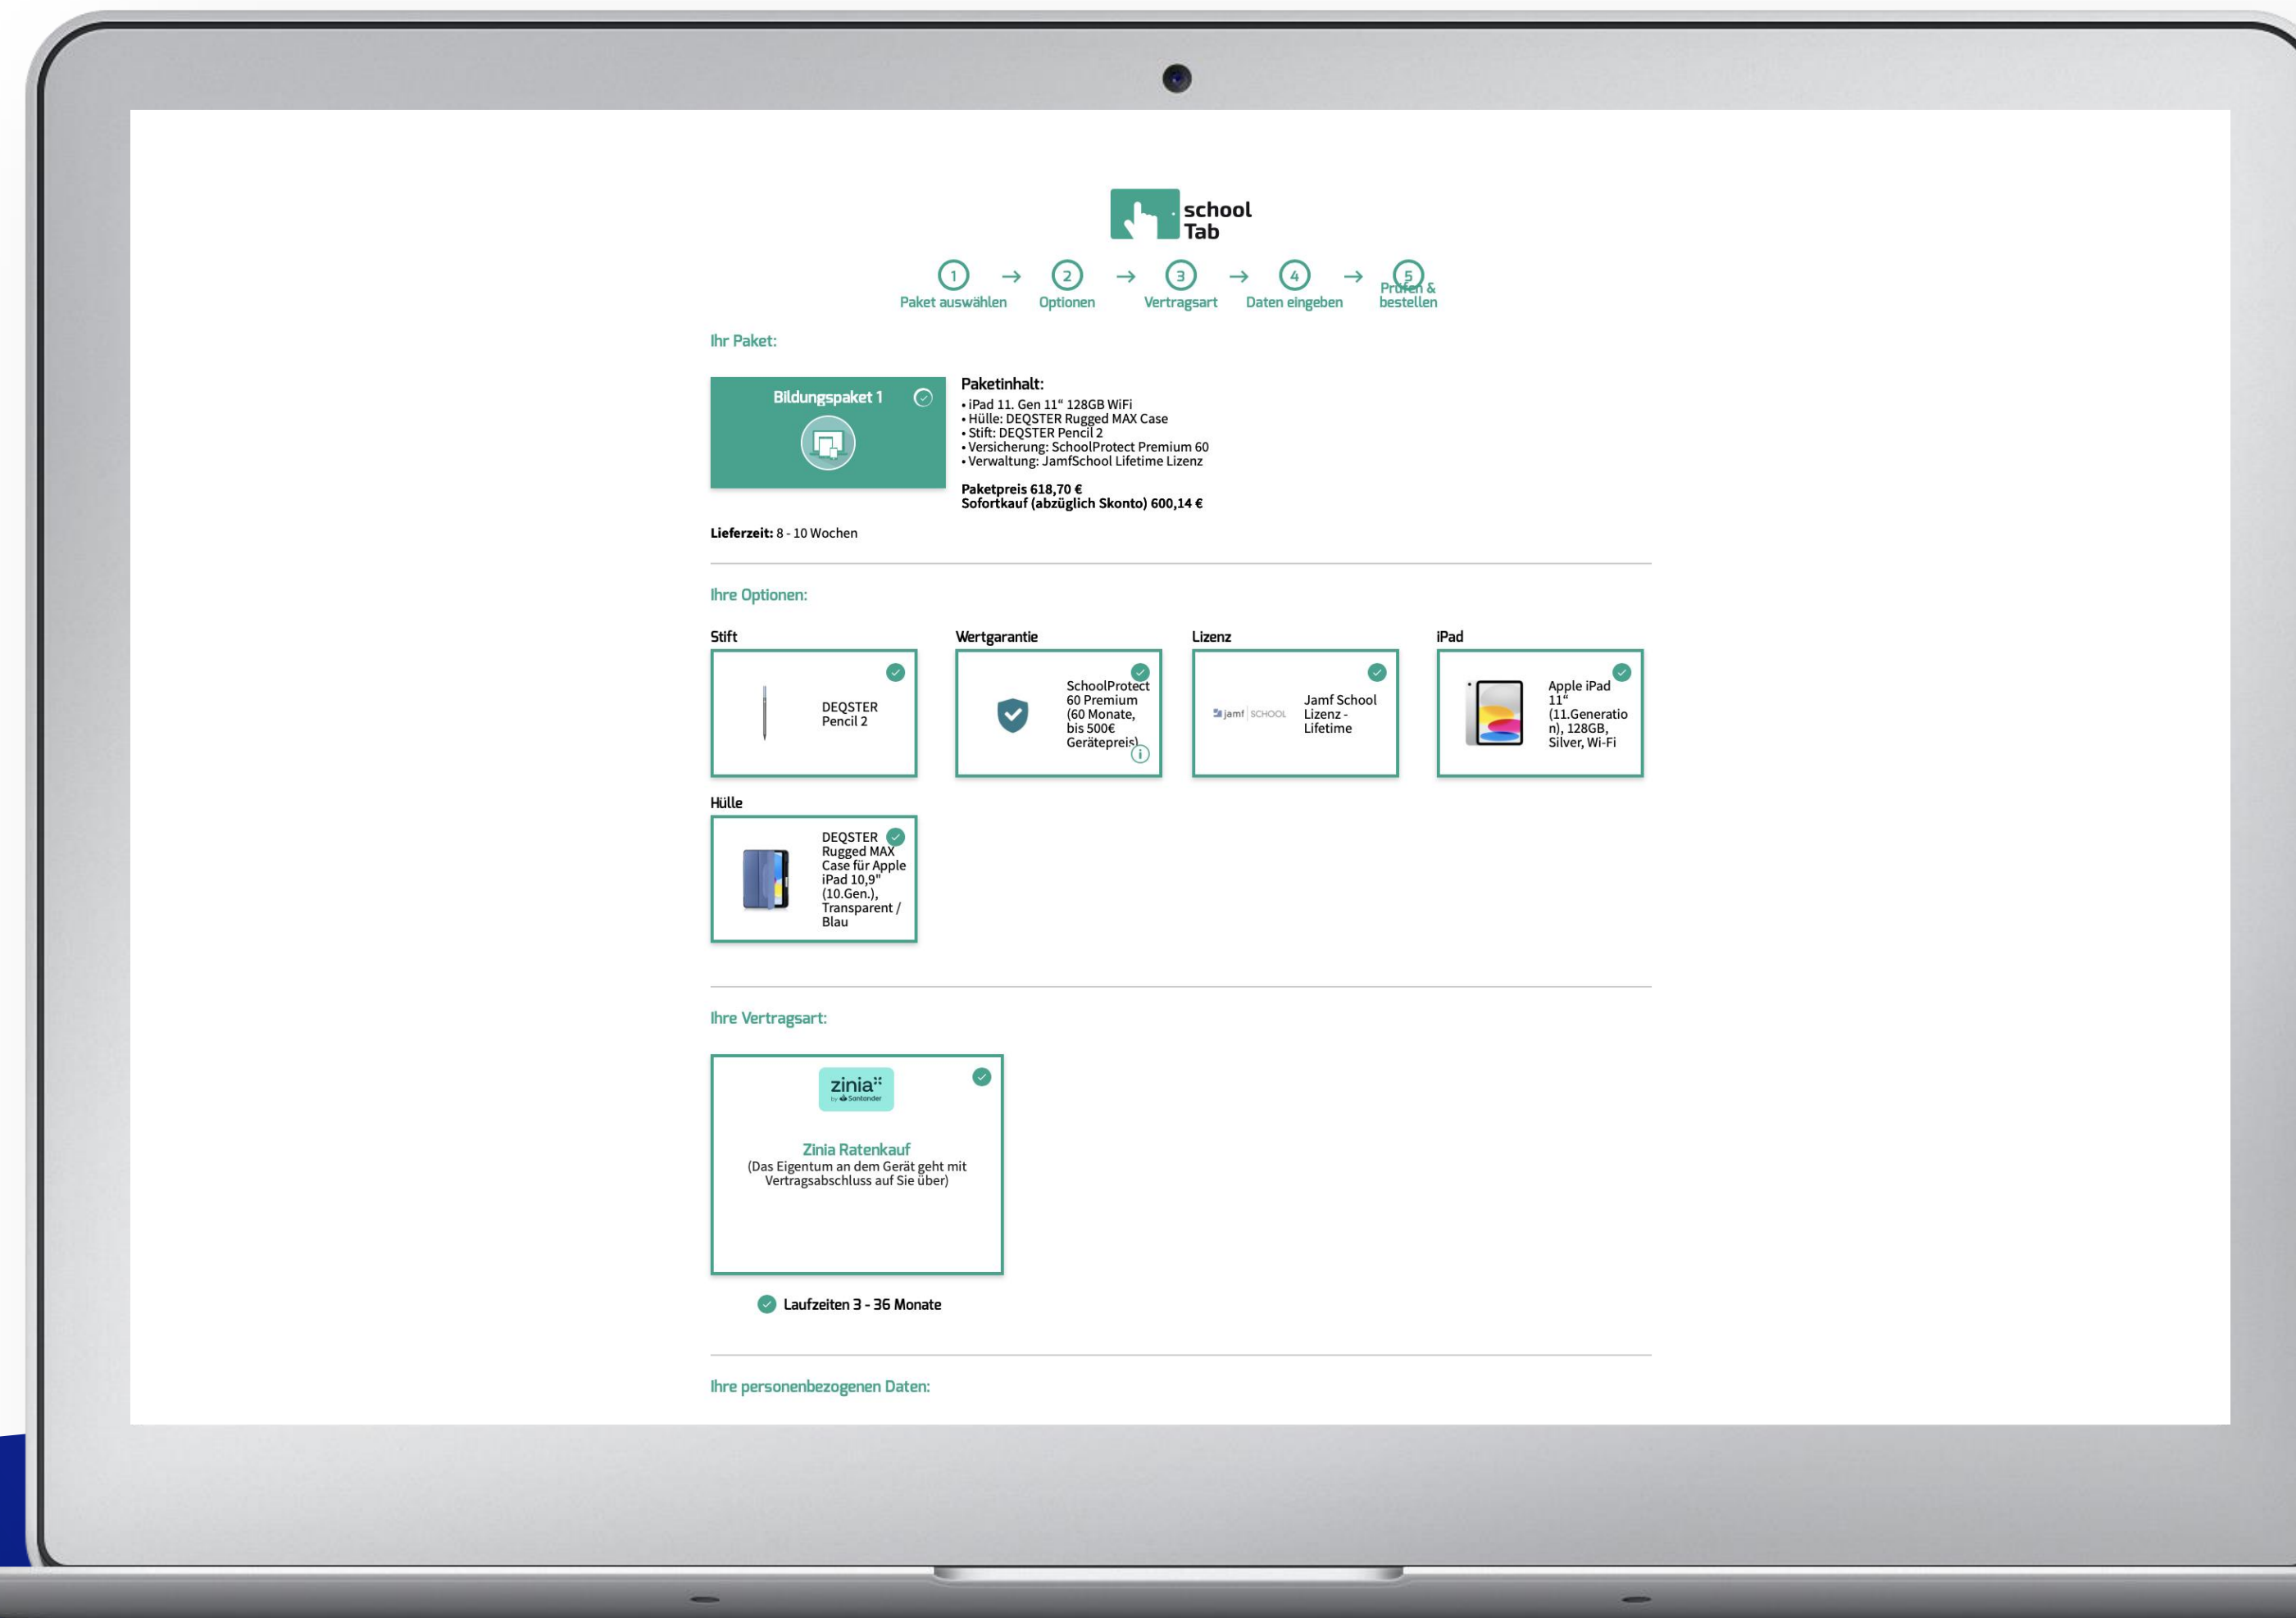 school
Tab
1
2
3
4
5
Paket auswählen
Optionen
Vertragsart
Daten eingeben
Prüfen &
bestellen
Ihr Paket:
Bildungspaket 1
Paketinhalt:
• iPad 11. Gen 11“ 128GB WiFi
• Hülle: DEQSTER Rugged MAX Case
• Stift: DEQSTER Pencil 2
• Versicherung: SchoolProtect Premium 60
• Verwaltung: JamfSchool Lifetime Lizenz
Paketpreis 618,70 €
Sofortkauf (abzüglich Skonto) 600,14 €
Lieferzeit: 8 - 10 Wochen
Ihre Optionen:
Stift
DEQSTER
Pencil 2
Wertgarantie
SchoolProtect
60 Premium
(60 Monate,
bis 500€
Gerätepreis)
i
Lizenz
jamf SCHOOL
Jamf School
Lizenz -
Lifetime
iPad
Apple iPad
11“
(11.Generatio
n), 128GB,
Silver, Wi-Fi
Hülle
DEQSTER
Rugged MAX
Case für Apple
iPad 10,9"
(10.Gen.),
Transparent /
Blau
Ihre Vertragsart:
zinia
by Santander
Zinia Ratenkauf
(Das Eigentum an dem Gerät geht mit
Vertragsabschluss auf Sie über)
Laufzeiten 3 - 36 Monate
Ihre personenbezogenen Daten: